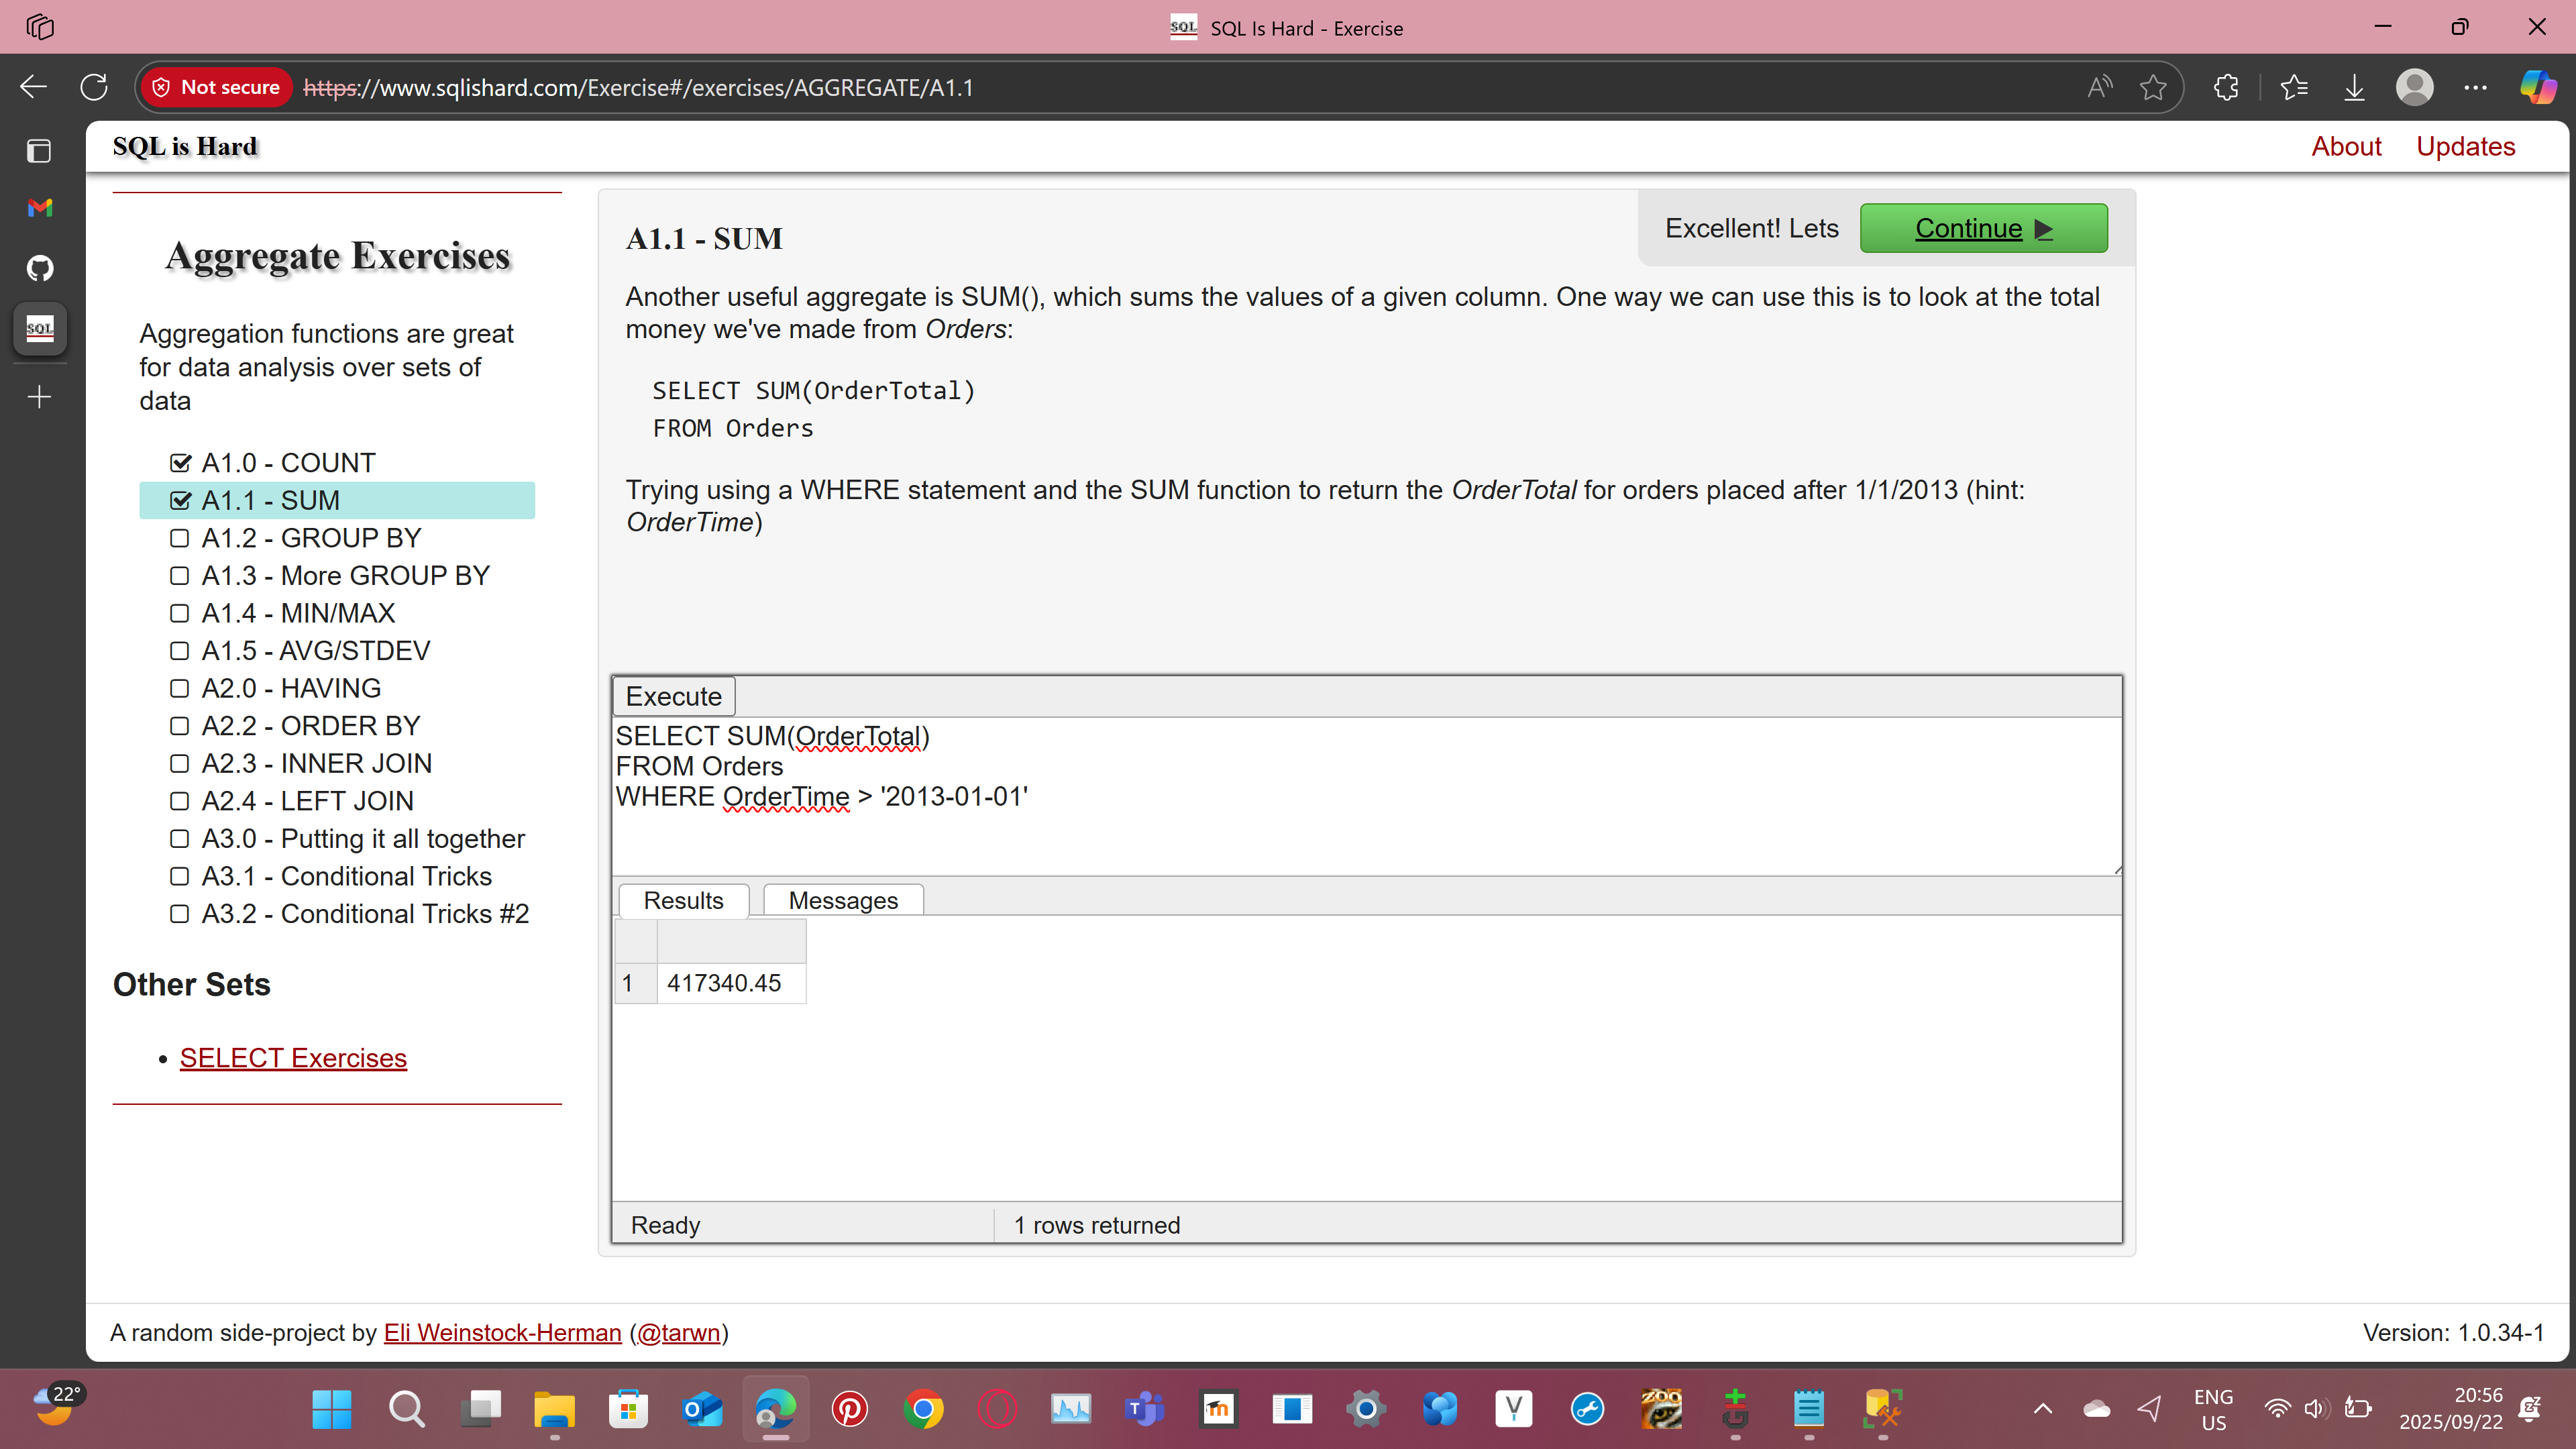 SQL SQL Is Hard - Exercise
Not secure https://www.sqlishard.com/Exercise#/exercises/AGGREGATE/A1.1
SQL is Hard
About Updates
SQL
Aggregate Exercises
Aggregation functions are great
for data analysis over sets of
data
A1.0 - COUNT
A1.1 - SUM
A1.2 - GROUP BY
A1.3 - More GROUP BY
A1.4 - MIN/MAX
A1.5 - AVG/STDEV
A2.0 - HAVING
A2.2 - ORDER BY
A2.3 - INNER JOIN
A2.4 - LEFT JOIN
A3.0 - Putting it all together
A3.1 - Conditional Tricks
A3.2 - Conditional Tricks #2
Other Sets
SELECT Exercises
A1.1 - SUM
Excellent! Lets Continue
Another useful aggregate is SUM(), which sums the values of a given column. One way we can use this is to look at the total
money we've made from Orders:
SELECT SUM(OrderTotal)
FROM Orders
Trying using a WHERE statement and the SUM function to return the OrderTotal for orders placed after 1/1/2013 (hint:
OrderTime)
Execute
SELECT SUM(OrderTotal)
FROM Orders
WHERE OrderTime > '2013-01-01'
Results Messages
1 417340.45
Ready 1 rows returned
A random side-project by Eli Weinstock-Herman (@tarwn)
Version: 1.0.34-1
22°
ZOO
ENG
US
20:56
2025/09/22